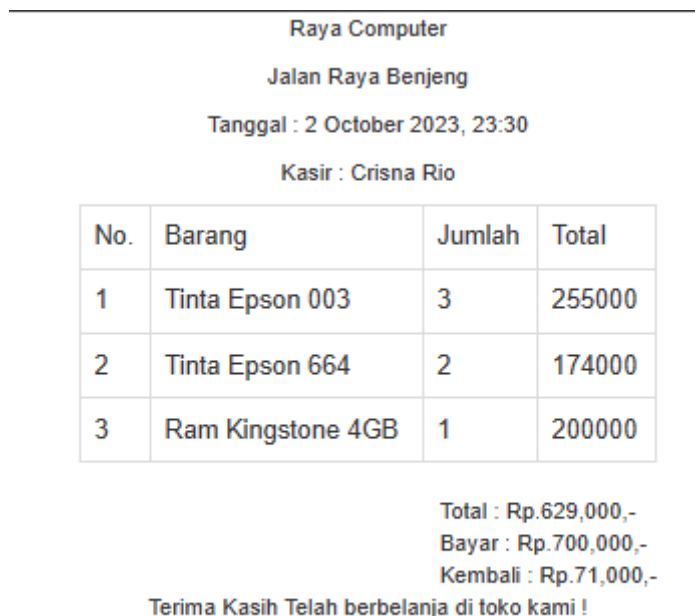 Raya Computer
Jalan Raya Benjeng
Tanggal : 2 October 2023, 23:30
Kasir : Crisna Rio
No. Barang Jumlah Total
1 Tinta Epson 003 3 255000
2 Tinta Epson 664 2 174000
3 Ram Kingstone 4GB 1 200000
Total : Rp.629,000,-
Bayar : Rp.700,000,-
Kembali : Rp.71,000,-
Terima Kasih Telah berbelanja di toko kami !